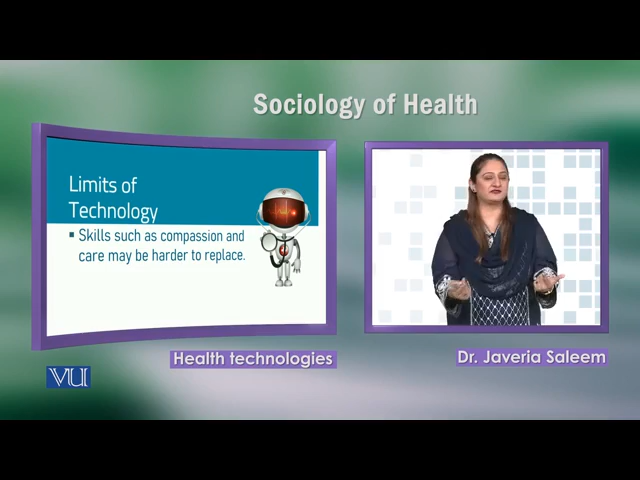 Sociology of Health
Limits of
Technology
▪ Skills such as compassion and
care may be harder to replace.
Health technologies
Dr. Javeria Saleem
VU